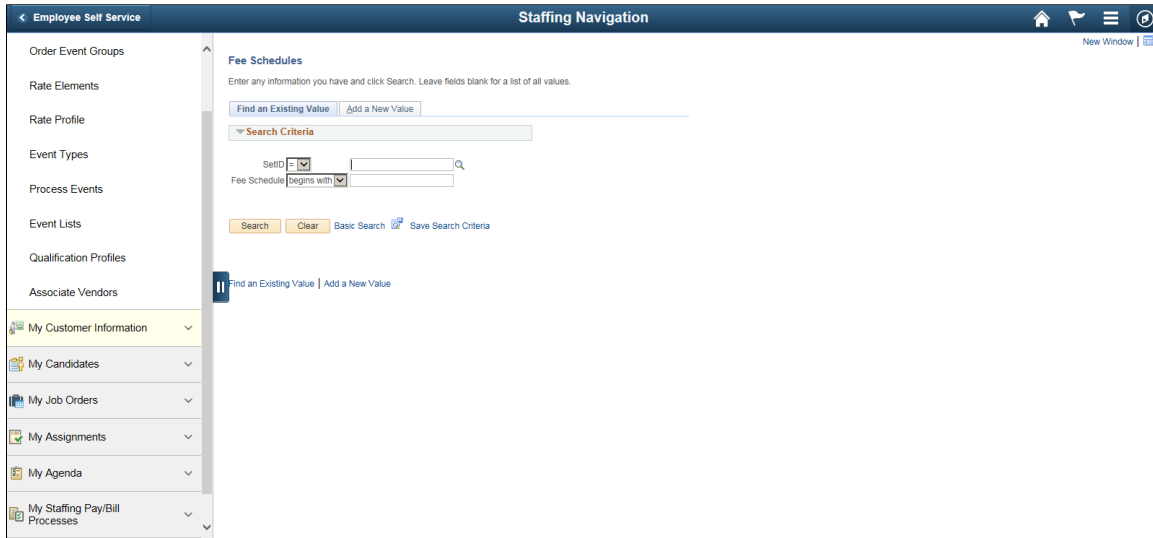 Employee Self Service
Staffing Navigation
New Window
Order Event Groups
Rate Elements
Rate Profile
Event Types
Process Events
Event Lists
Qualification Profiles
Associate Vendors
My Customer Information
My Candidates
My Job Orders
My Assignments
My Agenda
My Staffing Pay/Bill
Processes
Fee Schedules
Enter any information you have and click Search. Leave fields blank for a list of all values.
Find an Existing Value Add a New Value
Search Criteria
SetID =
Fee Schedule begins with
Search Clear Basic Search Save Search Criteria
Find an Existing Value | Add a New Value